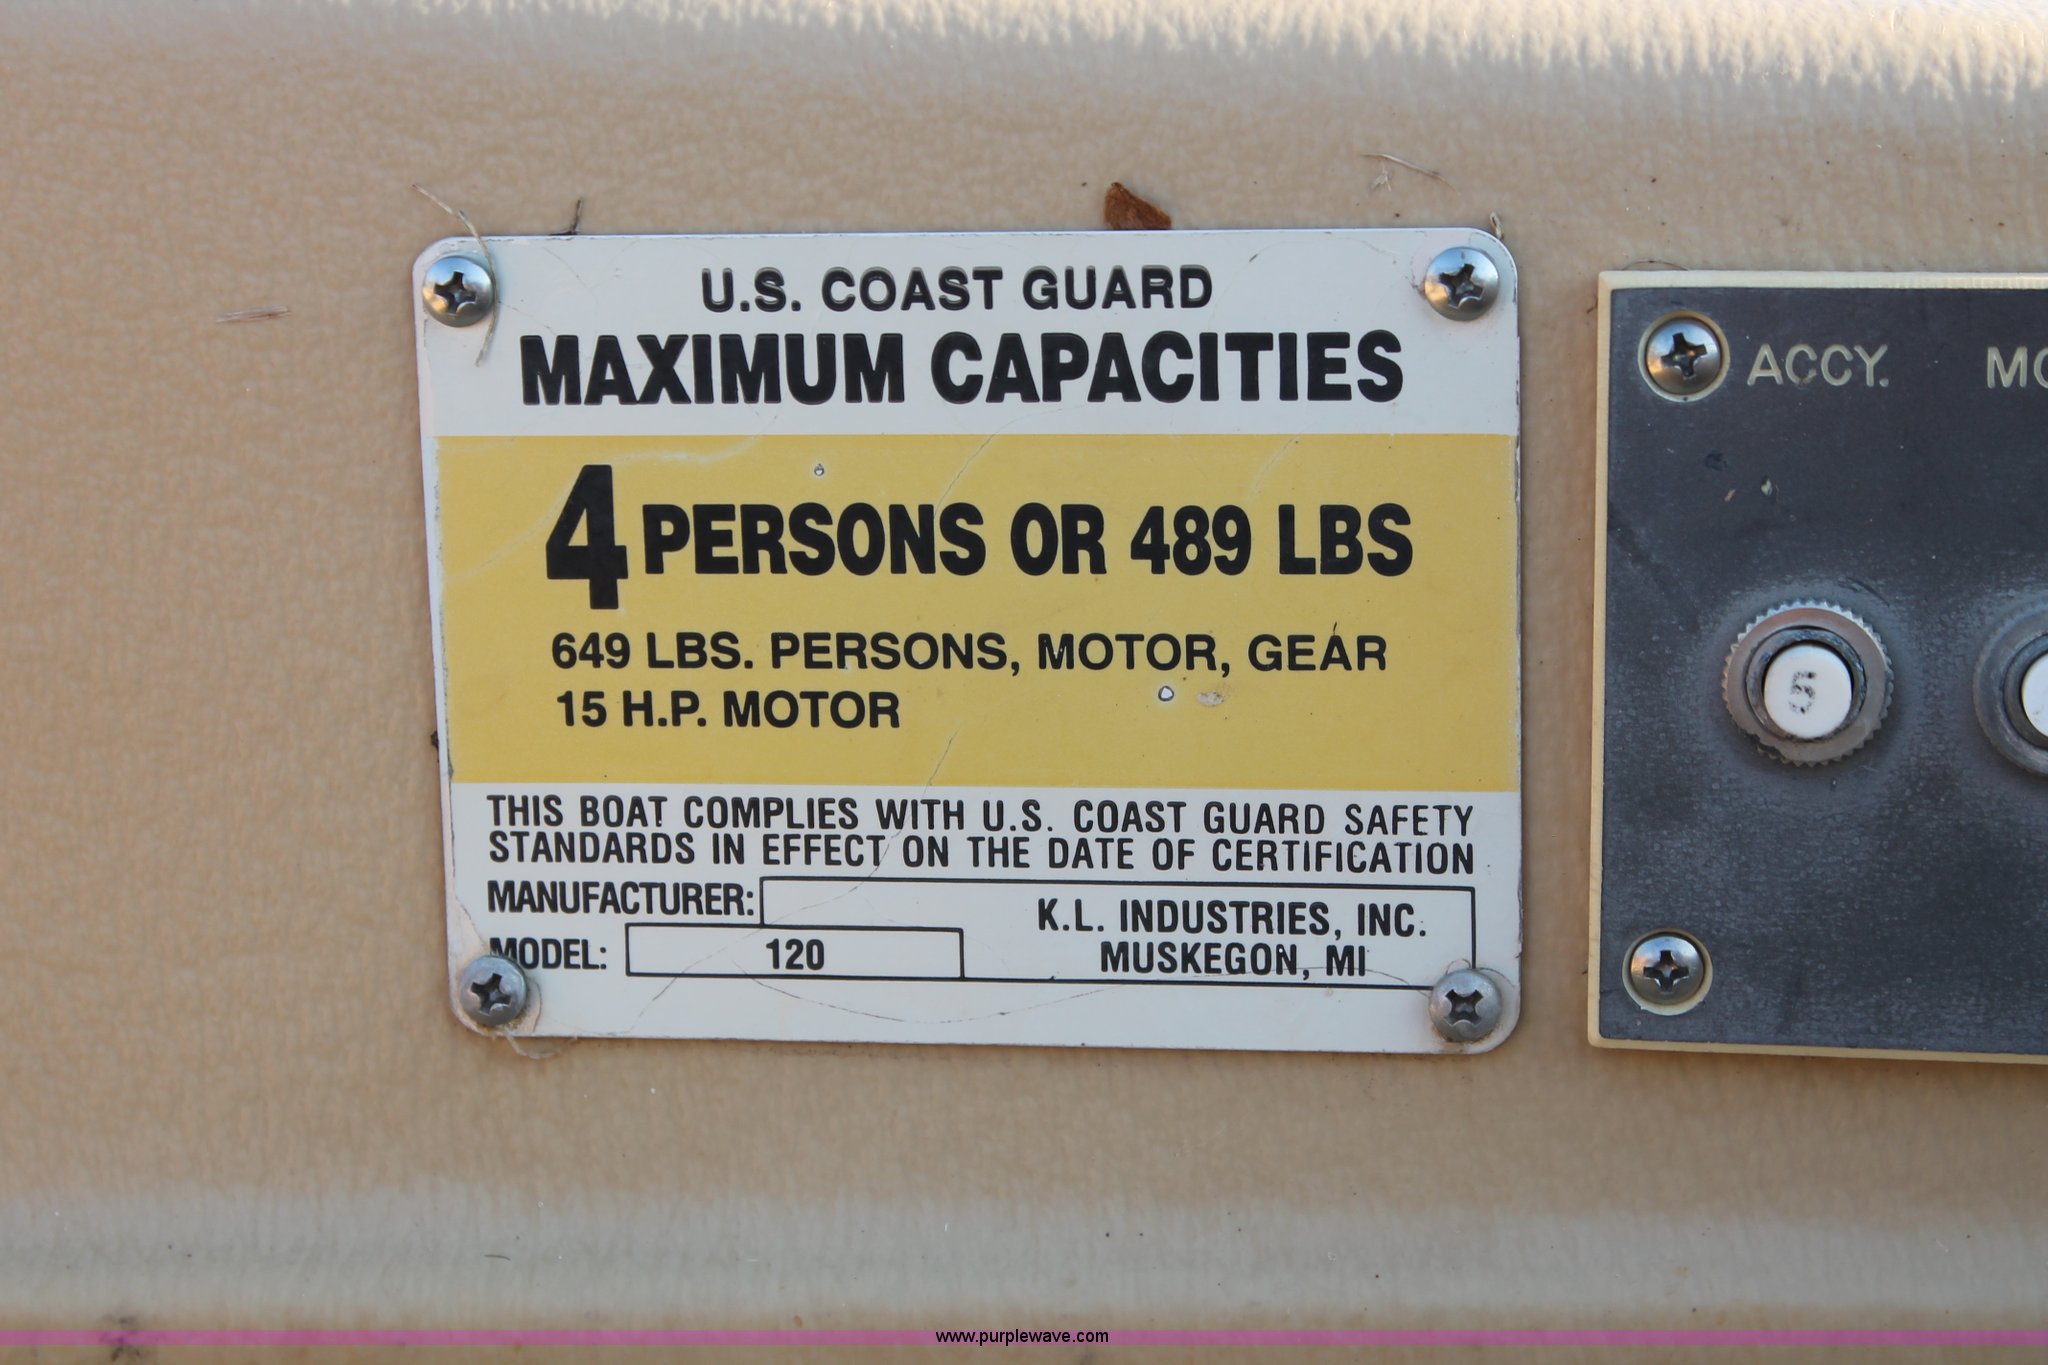 U.S. COAST GUARD
MAXIMUM CAPACITIES
4 PERSONS OR 489 LBS
649 LBS. PERSONS, MOTOR, GEAR
15 H.P. MOTOR
THIS BOAT COMPLIES WITH U.S. COAST GUARD SAFETY
STANDARDS IN EFFECT ON THE DATE OF CERTIFICATION
MANUFACTURER: K.L. INDUSTRIES, INC.
MODEL: 120 MUSKEGON, MI
ACCY.
5
www.purplewave.com